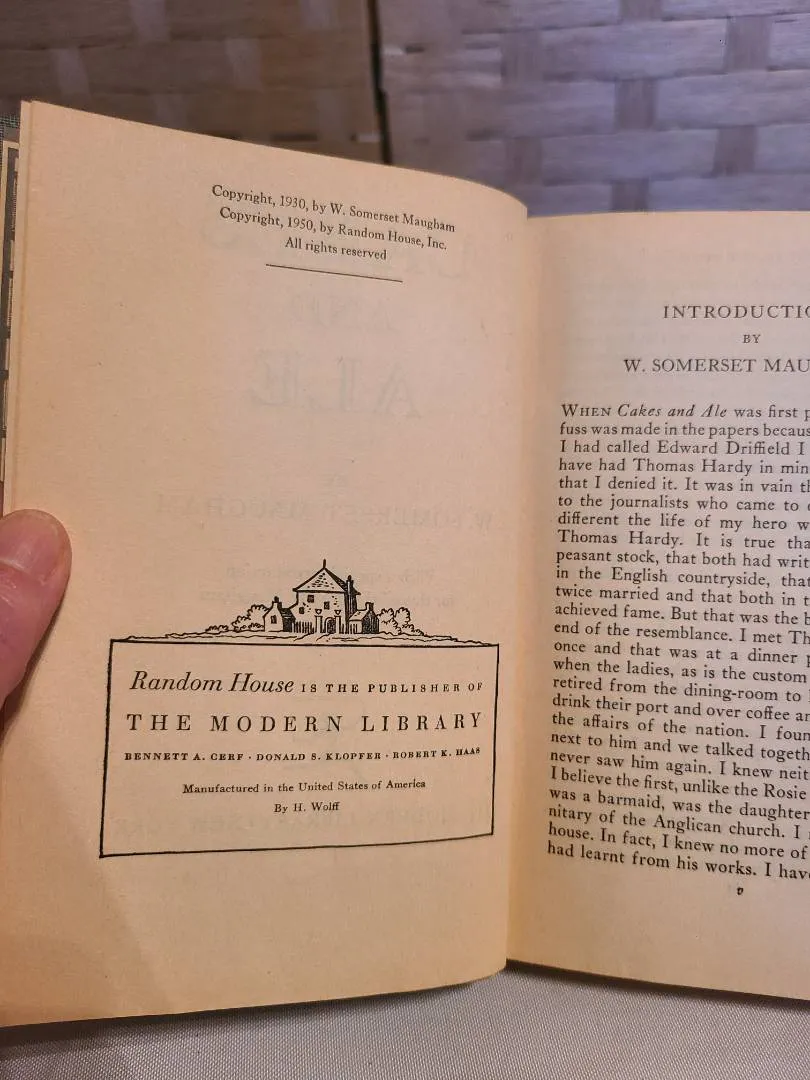 Copyright, 1930, by W. Somerset Maugham
Copyright, 1950, by Random House, Inc.
All rights reserved
Random House IS THE PUBLISHER OF
THE MODERN LIBRARY
BENNETT A. CERF · DONALD S. KLOPFER · ROBERT K. HAAS
Manufactured in the United States of America
By H. Wolff
INTRODUCTIO
BY
W. SOMERSET MAU
WHEN Cakes and Ale was first p
fuss was made in the papers becaus
I had called Edward Driffield I
have had Thomas Hardy in min
that I denied it. It was in vain th
to the journalists who came to
different the life of my hero w
Thomas Hardy. It is true tha
peasant stock, that both had writ
in the English countryside, that
twice married and that both in t
achieved fame. But that was the b
end of the resemblance. I met Th
once and that was at a dinner p
when the ladies, as is the custom
retired from the dining-room to
drink their port and over coffee an
the affairs of the nation. I foun
next to him and we talked togeth
never saw him again. I knew neit
I believe the first, unlike the Rosie
was a barmaid, was the daughter
nitary of the Anglican church. I
house. In fact, I knew no more of
had learnt from his works. I hav
v